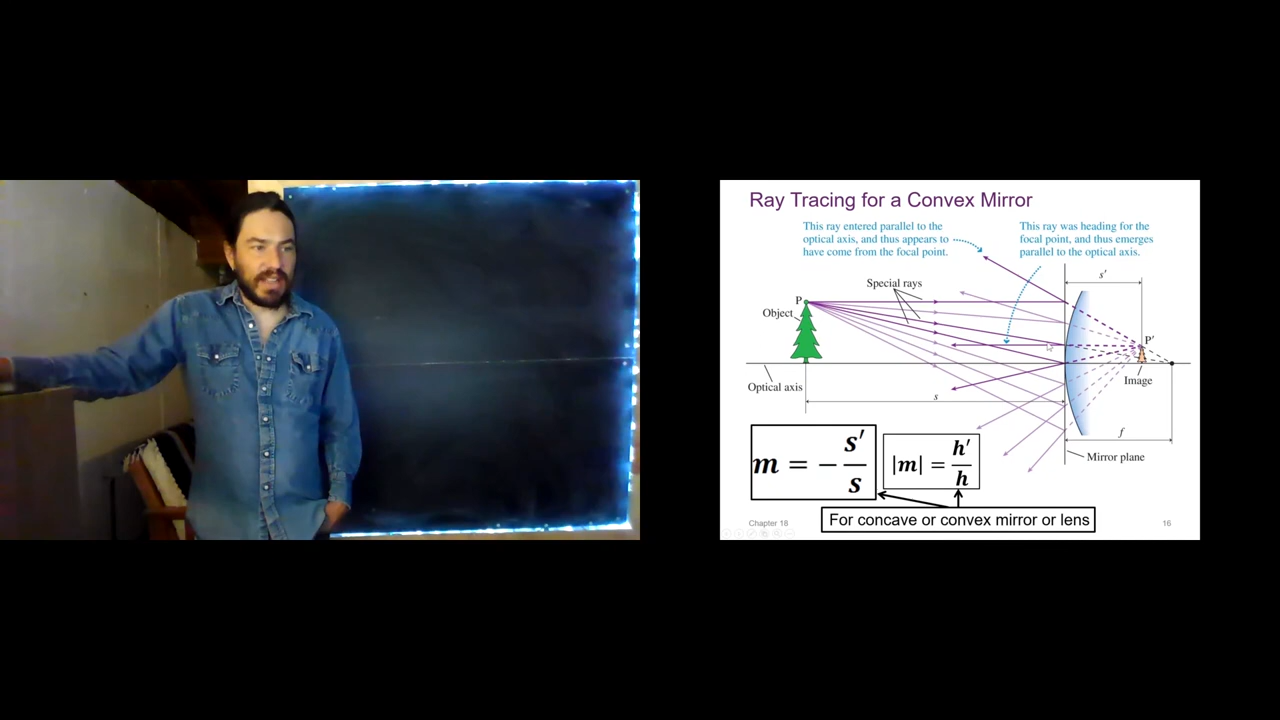 Ray Tracing for a Convex Mirror
This ray entered parallel to the
optical axis, and thus appears to
have come from the focal point.
This ray was heading for the
focal point, and thus emerges
parallel to the optical axis.
s′
Special rays
P
Object
P′
Image
Optical axis
s
f
Mirror plane
m = − s′/s
|m| = h′/h
For concave or convex mirror or lens
Chapter 18
16